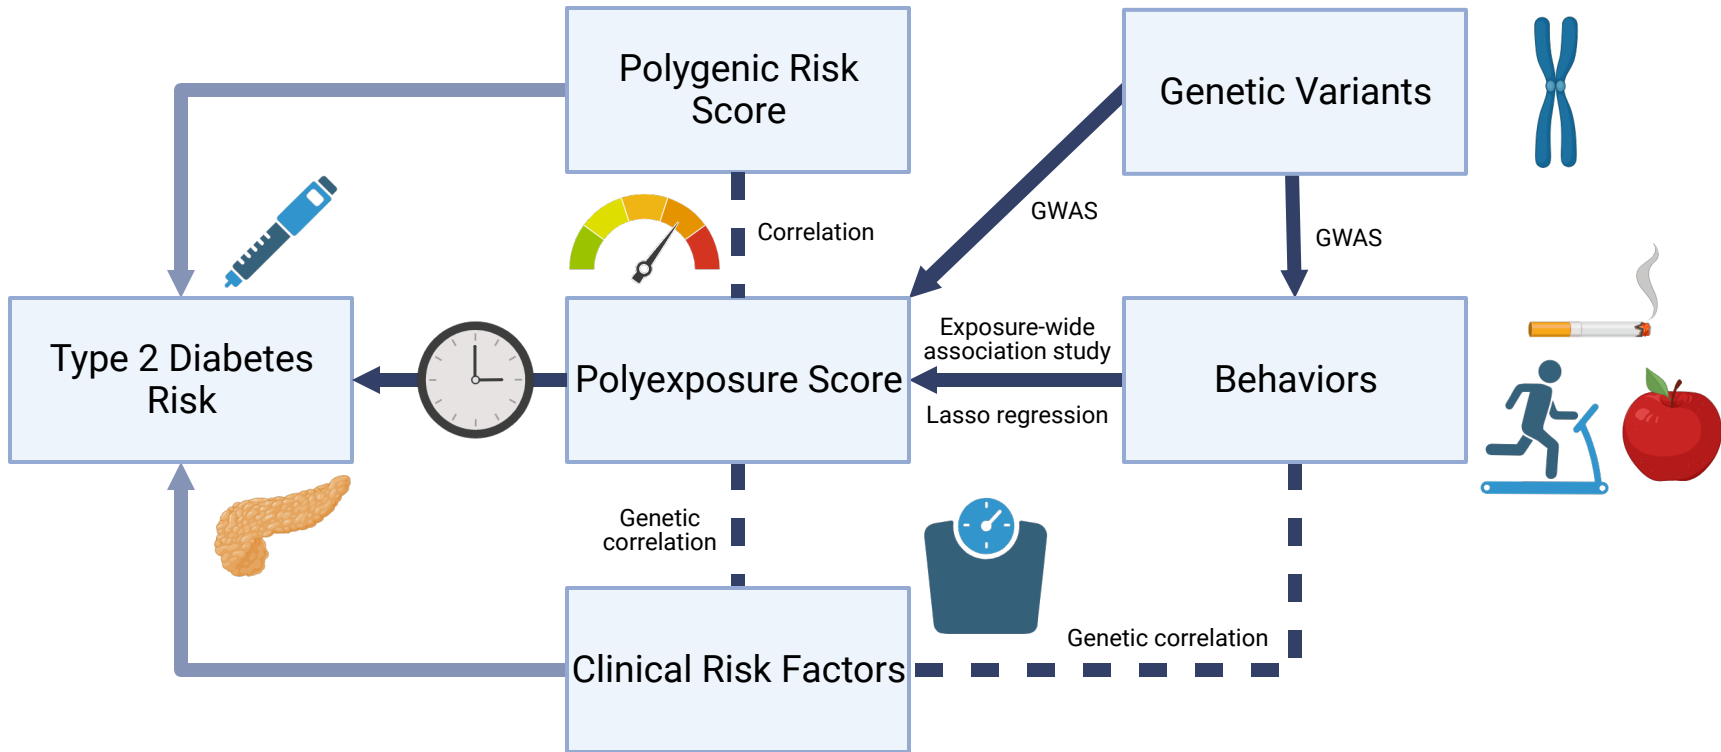 Polygenic Risk
Score
Genetic Variants
GWAS
Correlation
GWAS
Type 2 Diabetes
Risk
Polyexposure Score
Exposure-wide
association study
Lasso regression
Behaviors
Genetic
correlation
Genetic correlation
Clinical Risk Factors